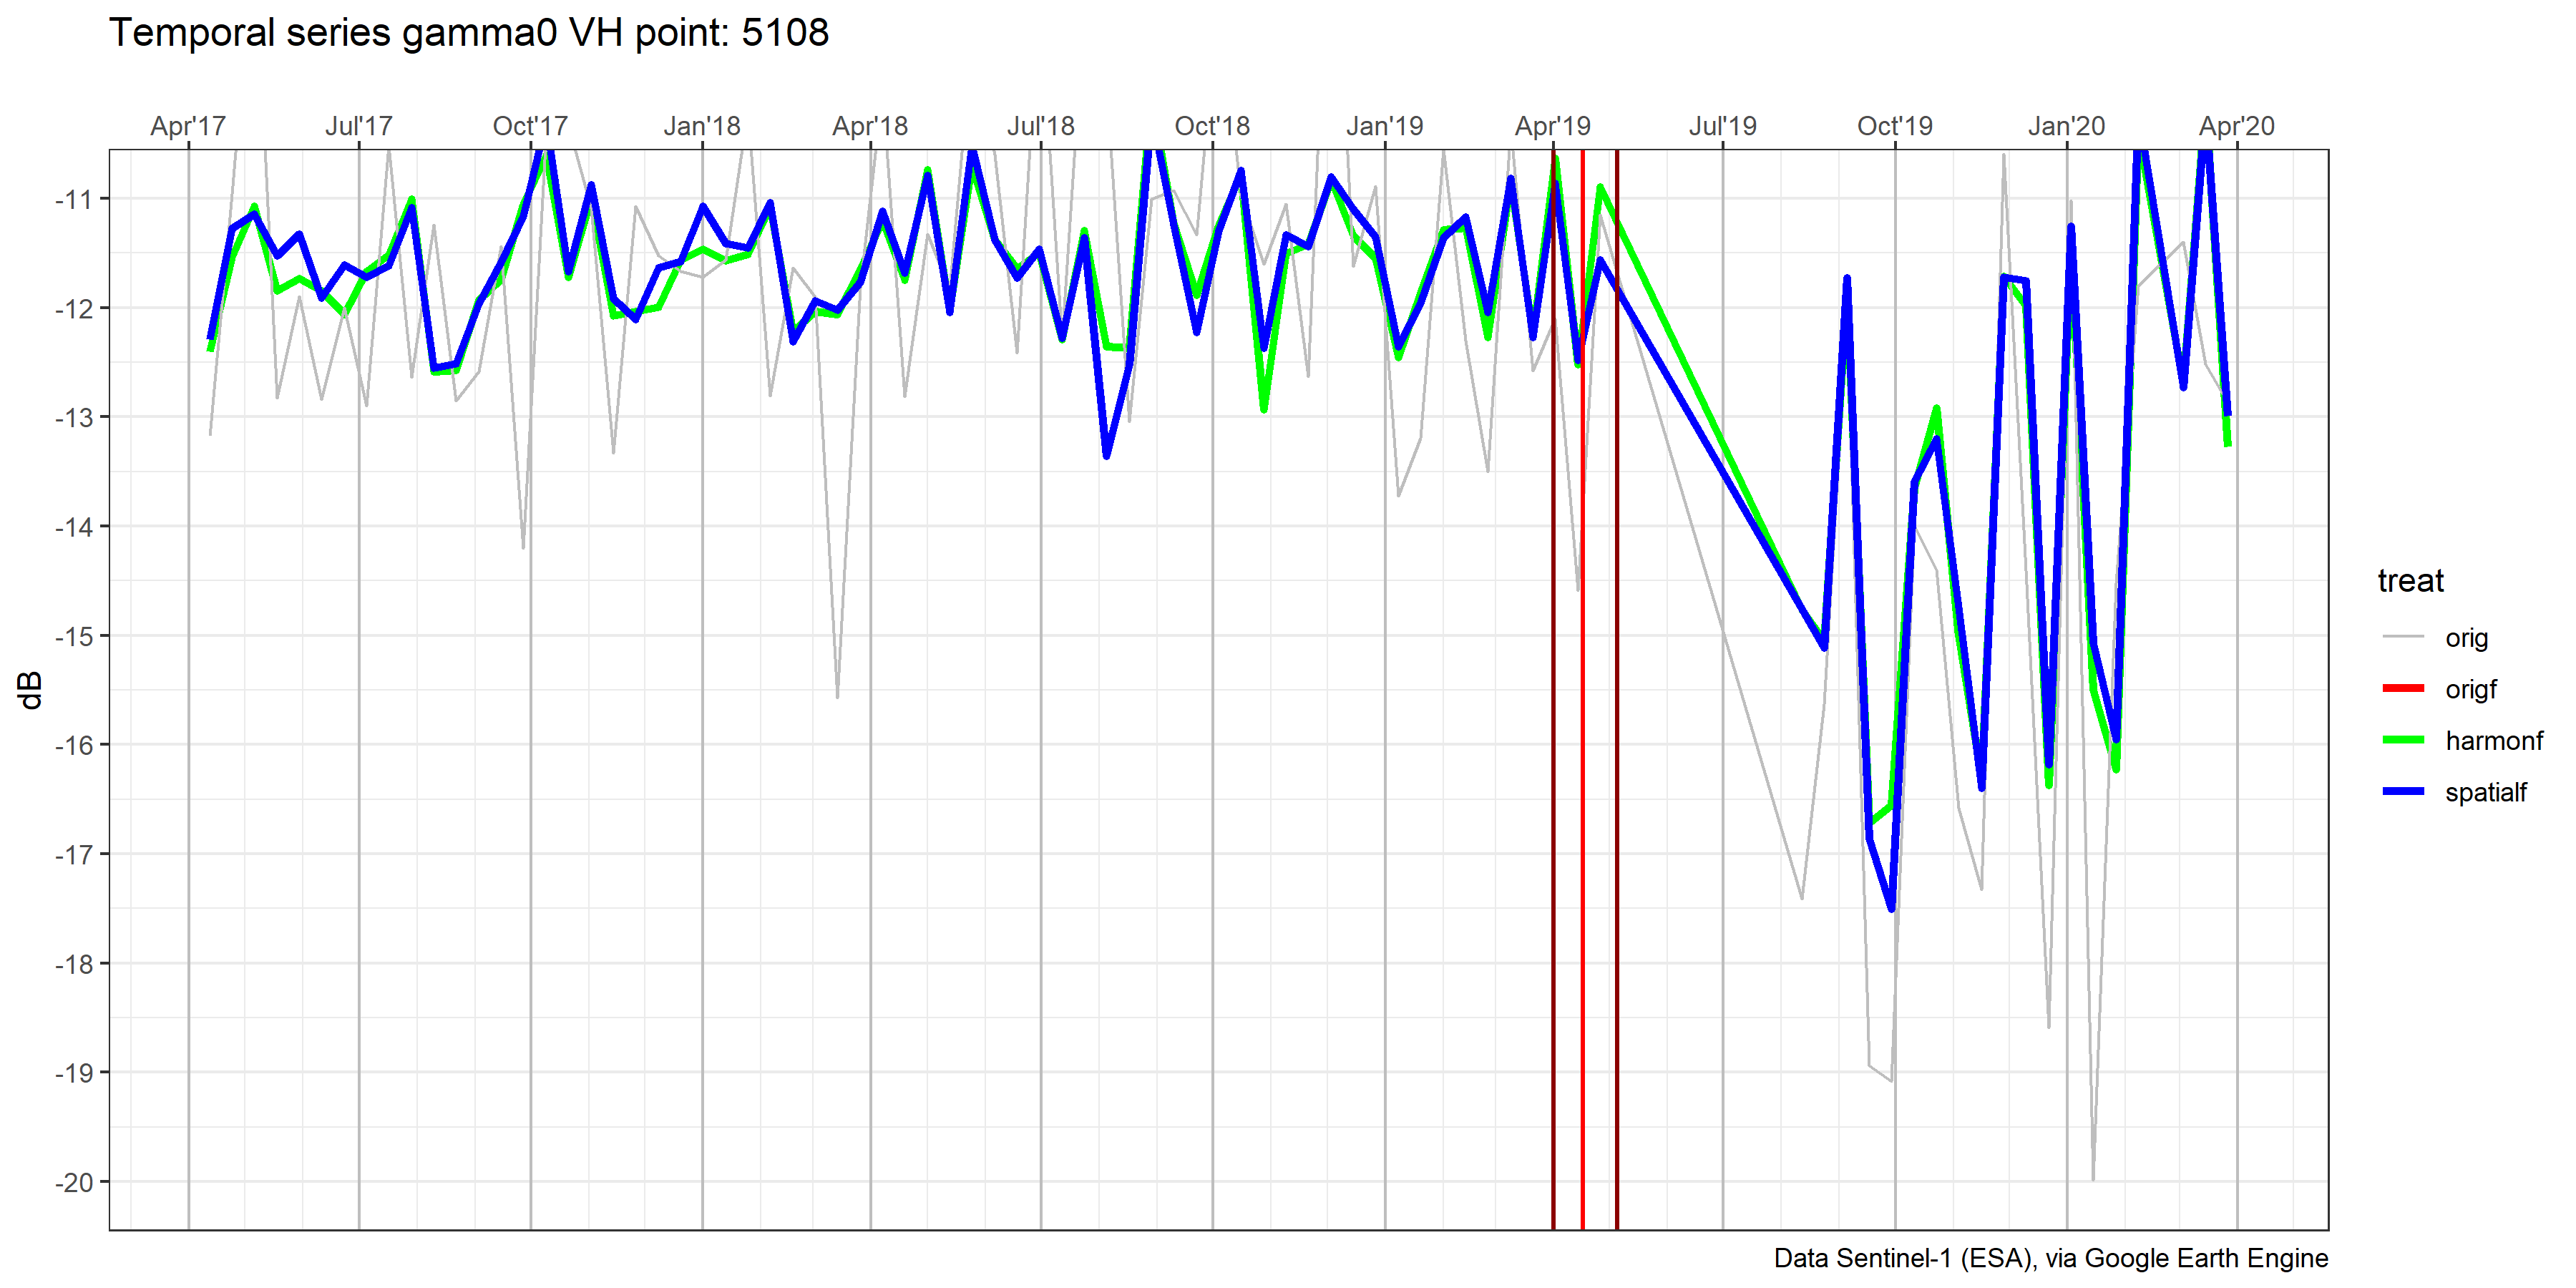 Temporal series gamma0 VH point: 5108
Apr'17 Jul'17 Oct'17 Jan'18 Apr'18 Jul'18 Oct'18 Jan'19 Apr'19 Jul'19 Oct'19 Jan'20 Apr'20
-11
-12
-13
-14
-15
-16
-17
-18
-19
-20
dB
treat
orig
origf
harmonf
spatialf
Data Sentinel-1 (ESA), via Google Earth Engine